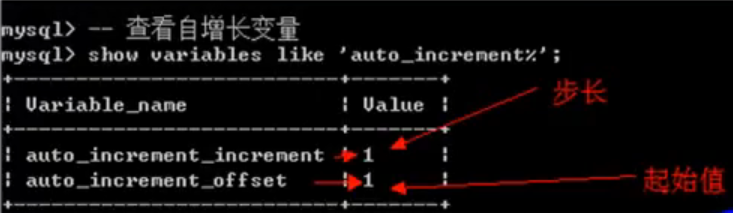 mysql> -- 查看自增长变量
mysql> show variables like 'auto_increment%';
+--------------------------+-------+
| Variable_name            | Value |
+--------------------------+-------+
| auto_increment_increment | 1     |
| auto_increment_offset    | 1     |
+--------------------------+-------+
步长
起始值